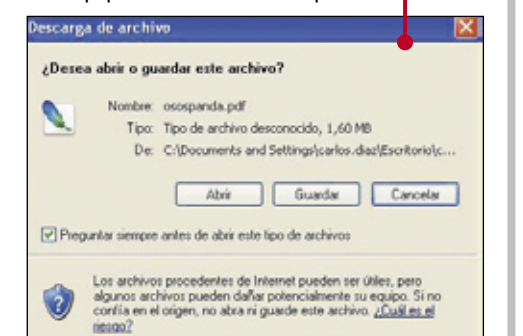 Descarga de archivo
¿Desea abrir o guardar este archivo?
Nombre: osospanda.pdf
Tipo: Tipo de archivo desconocido, 1,60 MB
De: C:\Documents and Settings\carlos.diaz\Escritorio\c...
Abrir Guardar Cancelar
Preguntar siempre antes de abrir este tipo de archivos
Los archivos procedentes de Internet pueden ser útiles, pero
algunos archivos pueden dañar potencialmente su equipo. Si no
confía en el origen, no abra ni guarde este archivo. ¿Cuál es el
riesgo?